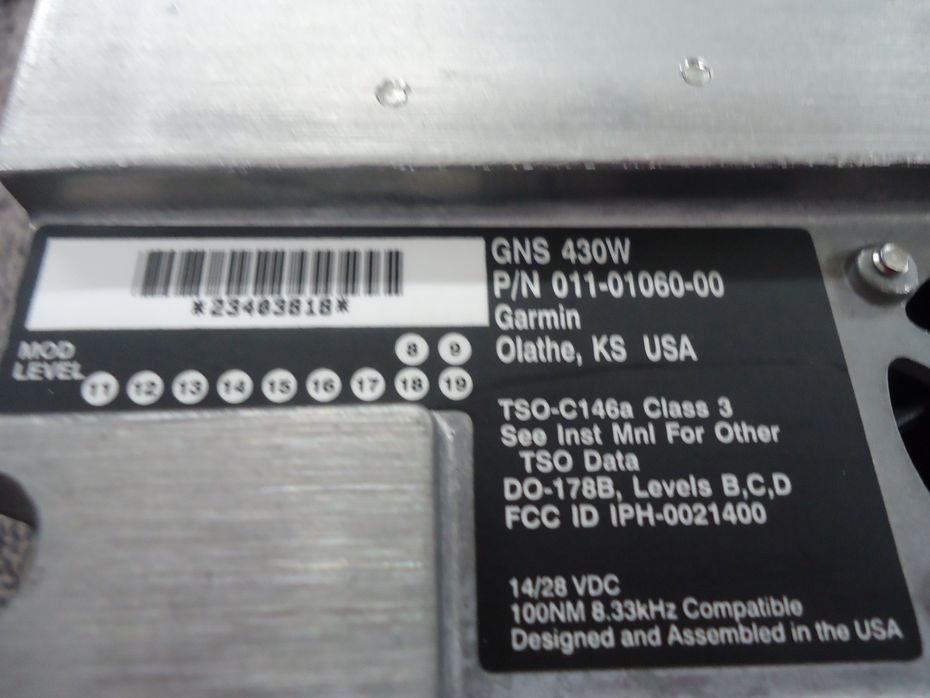 *23403818*
MOD
LEVEL
8 9
11 12 13 14 15 16 17 18 19
GNS 430W
P/N 011-01060-00
Garmin
Olathe, KS USA
TSO-C146a Class 3
See Inst Mnl For Other
TSO Data
DO-178B, Levels B,C,D
FCC ID IPH-0021400
14/28 VDC
100NM 8.33kHz Compatible
Designed and Assembled in the USA